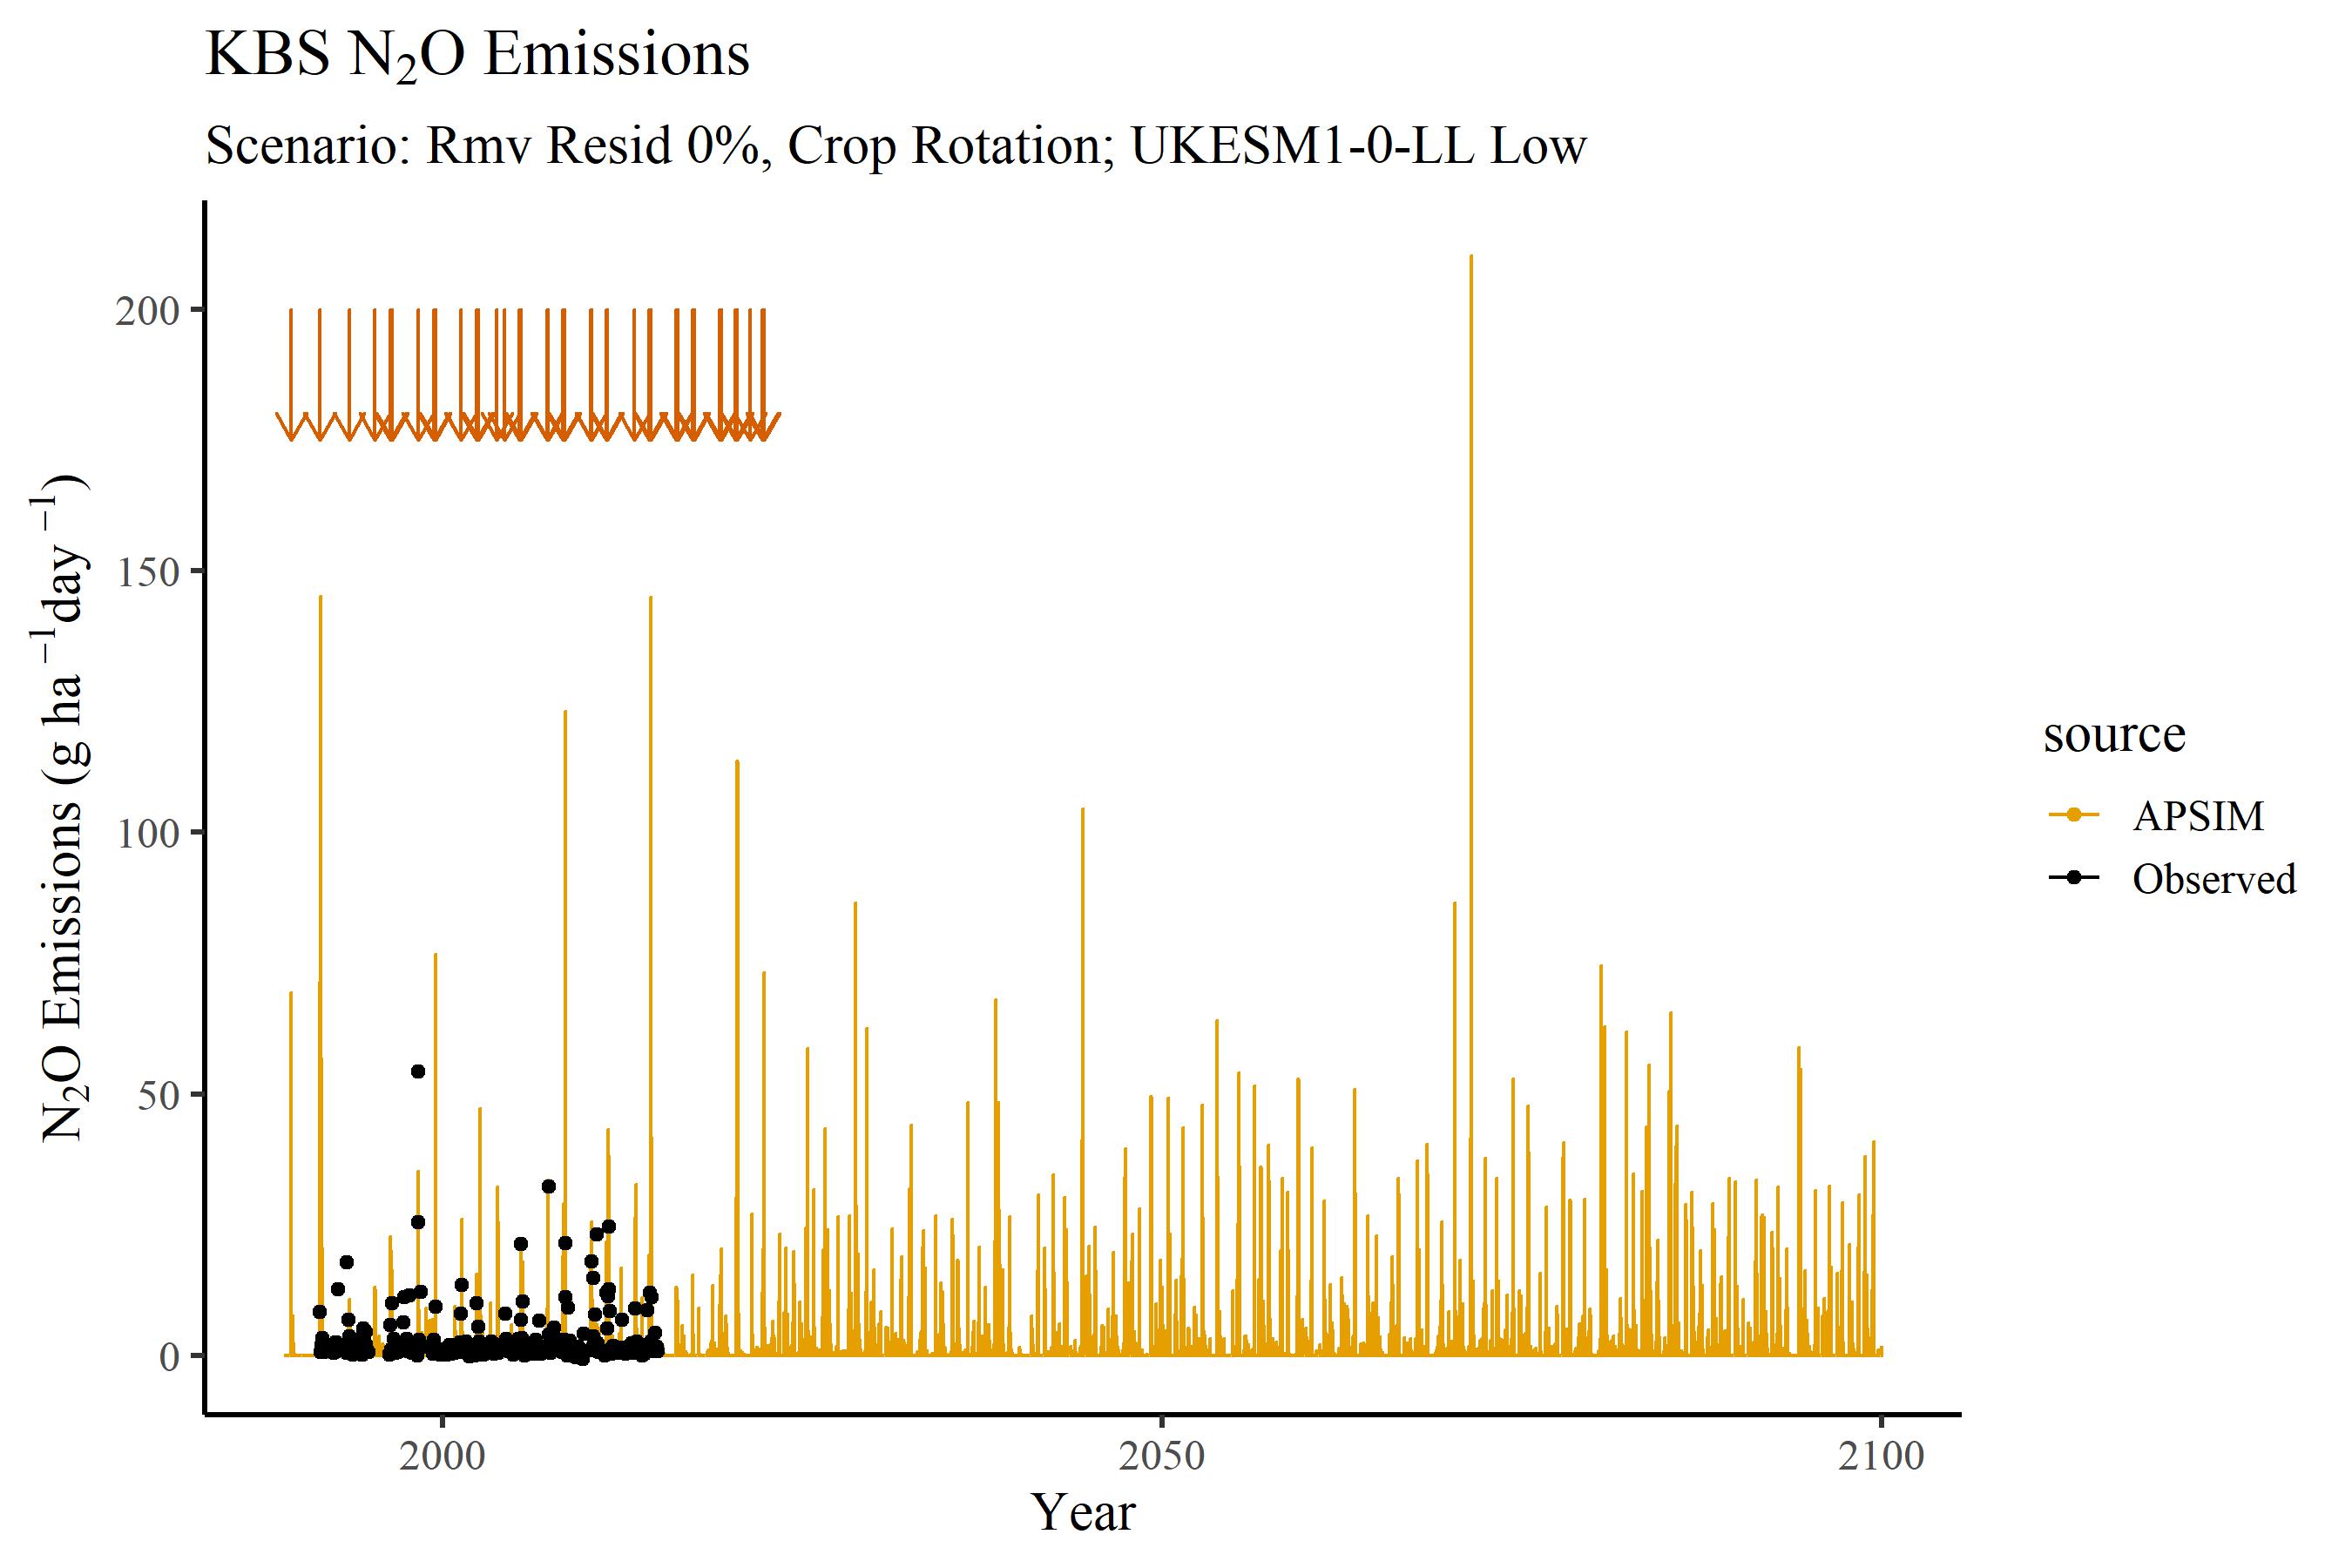 KBS N₂O Emissions
Scenario: Rmv Resid 0%, Crop Rotation; UKESM1-0-LL Low
N₂O Emissions (g ha ⁻¹day ⁻¹)
200
150
100
50
0
2000
2050
2100
Year
source
APSIM
Observed